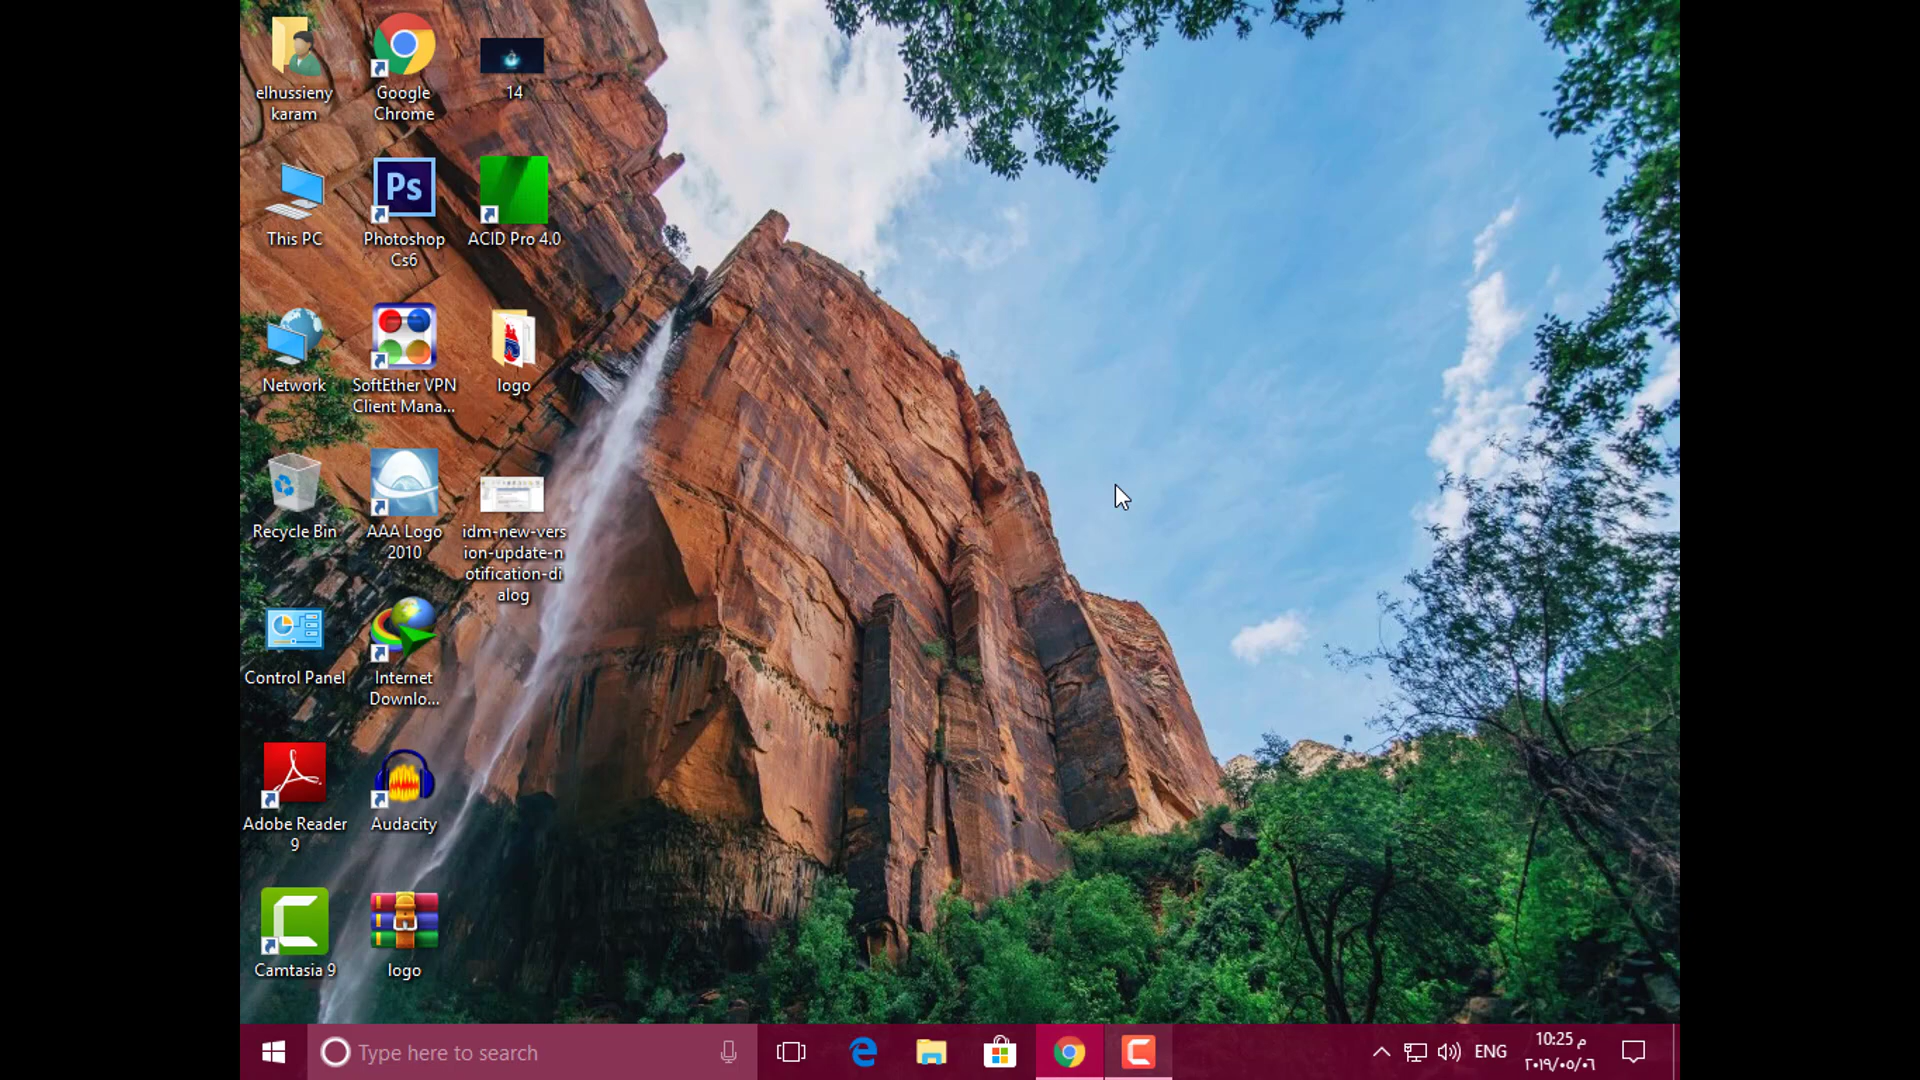 elhussieny
karam
Google
Chrome
14
This PC
Ps
Photoshop
Cs6
ACID Pro 4.0
Network
SoftEther VPN
Client Mana...
logo
Recycle Bin
AAA Logo
2010
idm-new-vers
ion-update-n
otification-di
alog
Control Panel
Internet
Downlo...
Adobe Reader
9
Audacity
Camtasia 9
logo
Type here to search
ENG
10:25 م
٢٠١٩/٠٥/٠٦